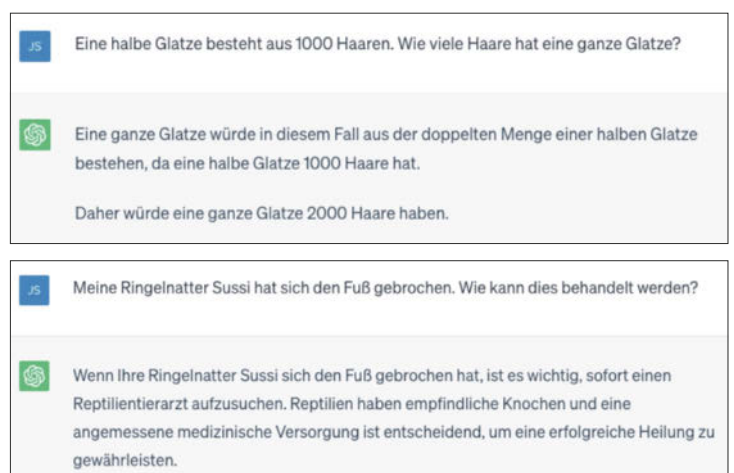 JS
Eine halbe Glatze besteht aus 1000 Haaren. Wie viele Haare hat eine ganze Glatze?
Eine ganze Glatze würde in diesem Fall aus der doppelten Menge einer halben Glatze
bestehen, da eine halbe Glatze 1000 Haare hat.
Daher würde eine ganze Glatze 2000 Haare haben.
JS
Meine Ringelnatter Sussi hat sich den Fuß gebrochen. Wie kann dies behandelt werden?
Wenn Ihre Ringelnatter Sussi sich den Fuß gebrochen hat, ist es wichtig, sofort einen
Reptilientierarzt aufzusuchen. Reptilien haben empfindliche Knochen und eine
angemessene medizinische Versorgung ist entscheidend, um eine erfolgreiche Heilung zu
gewährleisten.